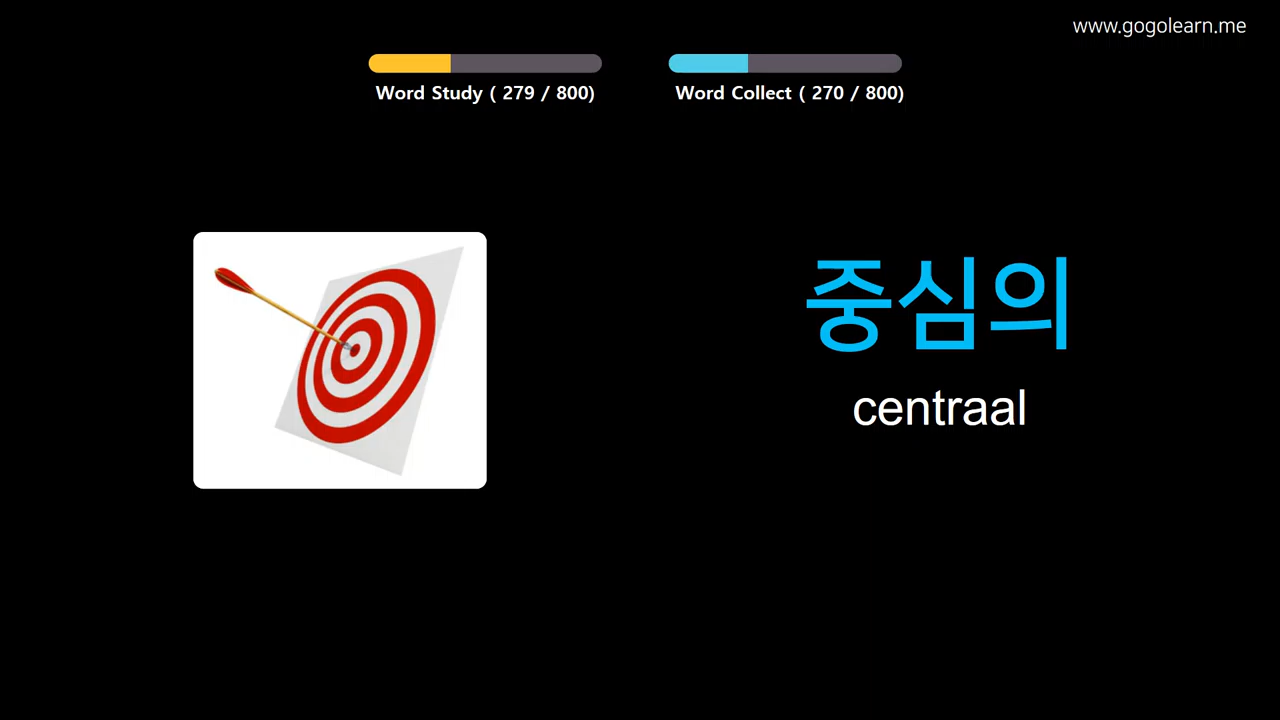 www.gogolearn.me
Word Study ( 279 / 800)
Word Collect ( 270 / 800)
중심의
centraal